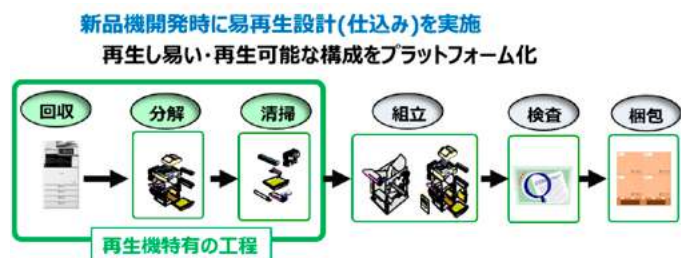 新品機開発時に易再生設計(仕込み)を実施
再生し易い・再生可能な構成をプラットフォーム化
回収
分解
清掃
組立
検査
梱包
再生機特有の工程